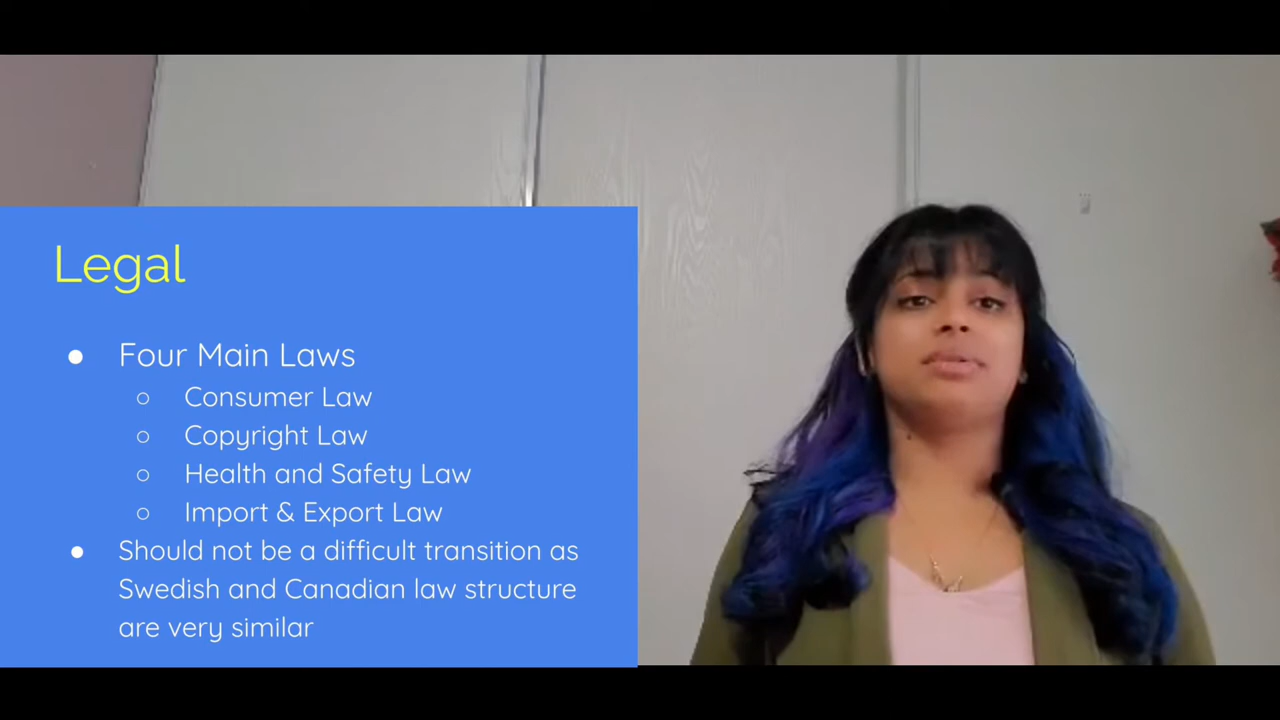 Legal
● Four Main Laws
○ Consumer Law
○ Copyright Law
○ Health and Safety Law
○ Import & Export Law
● Should not be a difficult transition as
Swedish and Canadian law structure
are very similar